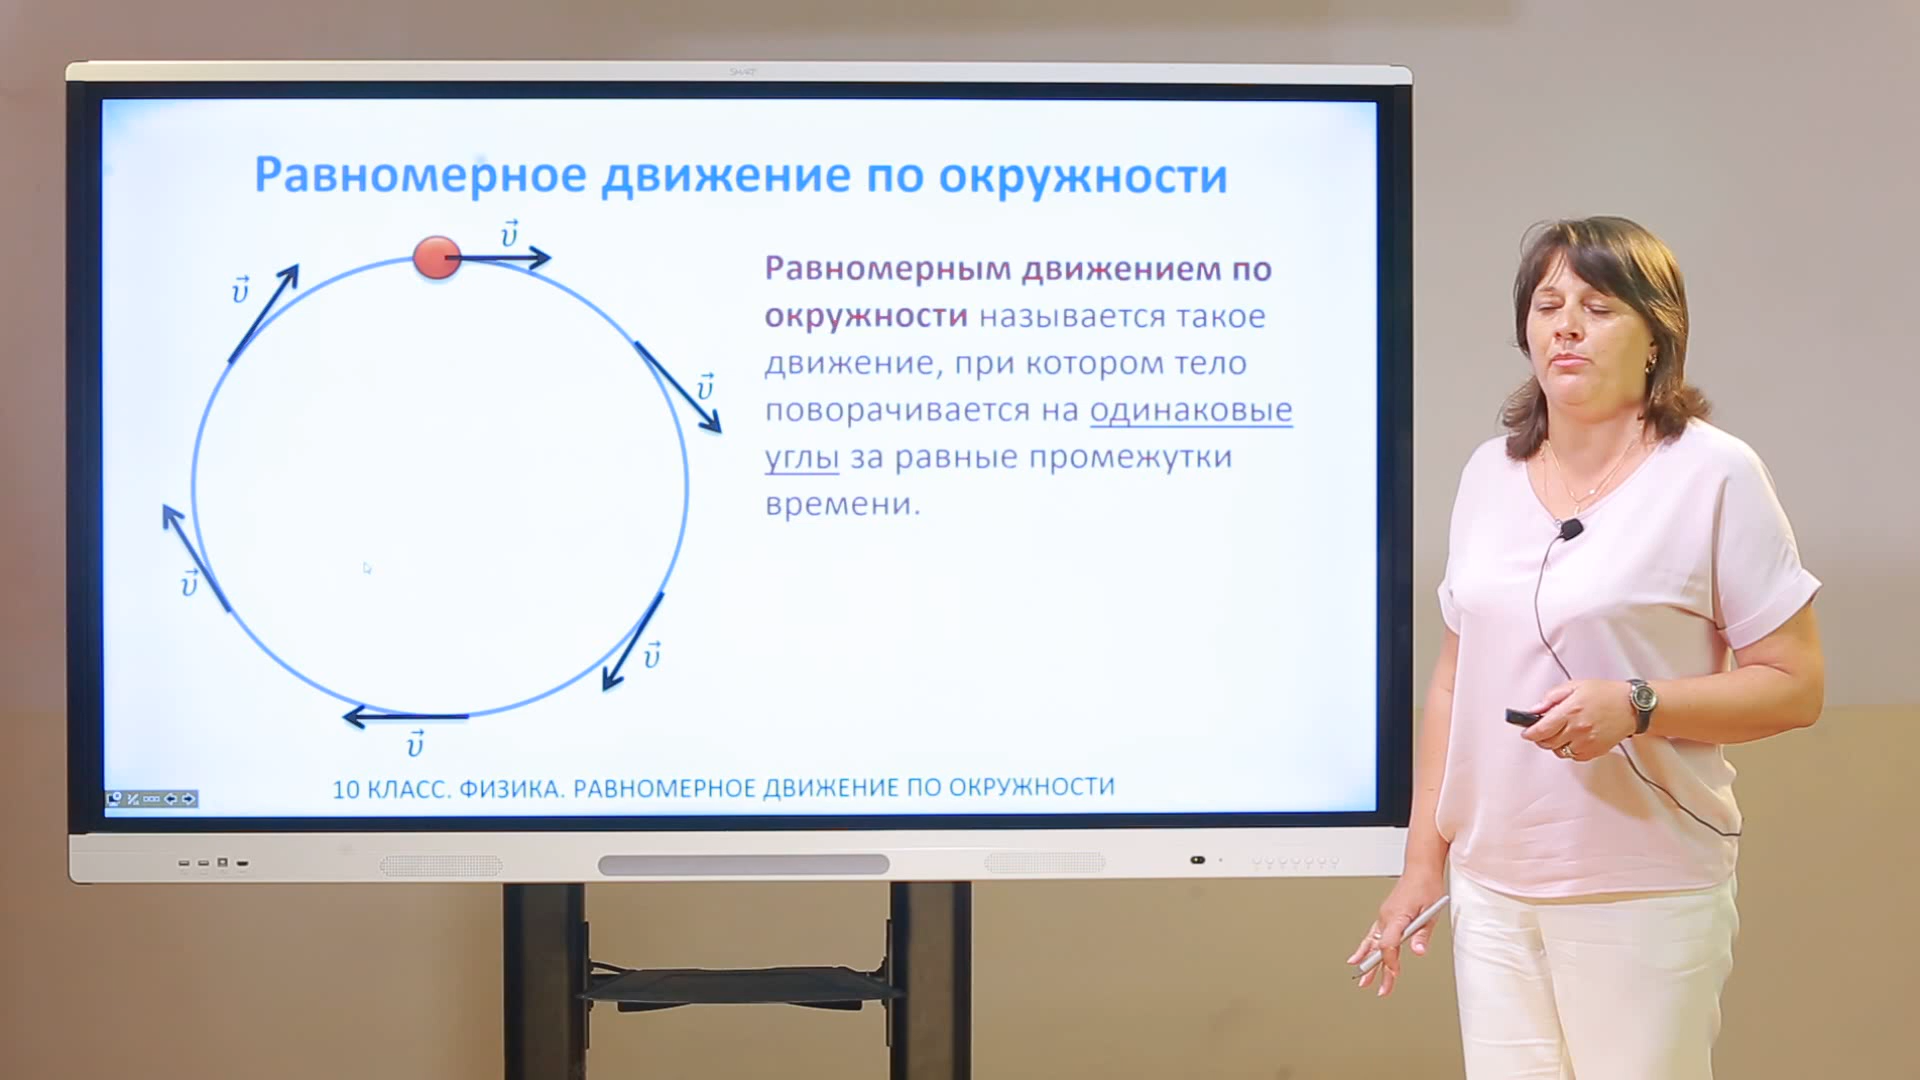 SMART
Равномерное движение по окружности
Равномерным движением по
окружности называется такое
движение, при котором тело
поворачивается на одинаковые
углы за равные промежутки
времени.
v⃗
v⃗
v⃗
v⃗
v⃗
v⃗
10 КЛАСС. ФИЗИКА. РАВНОМЕРНОЕ ДВИЖЕНИЕ ПО ОКРУЖНОСТИ